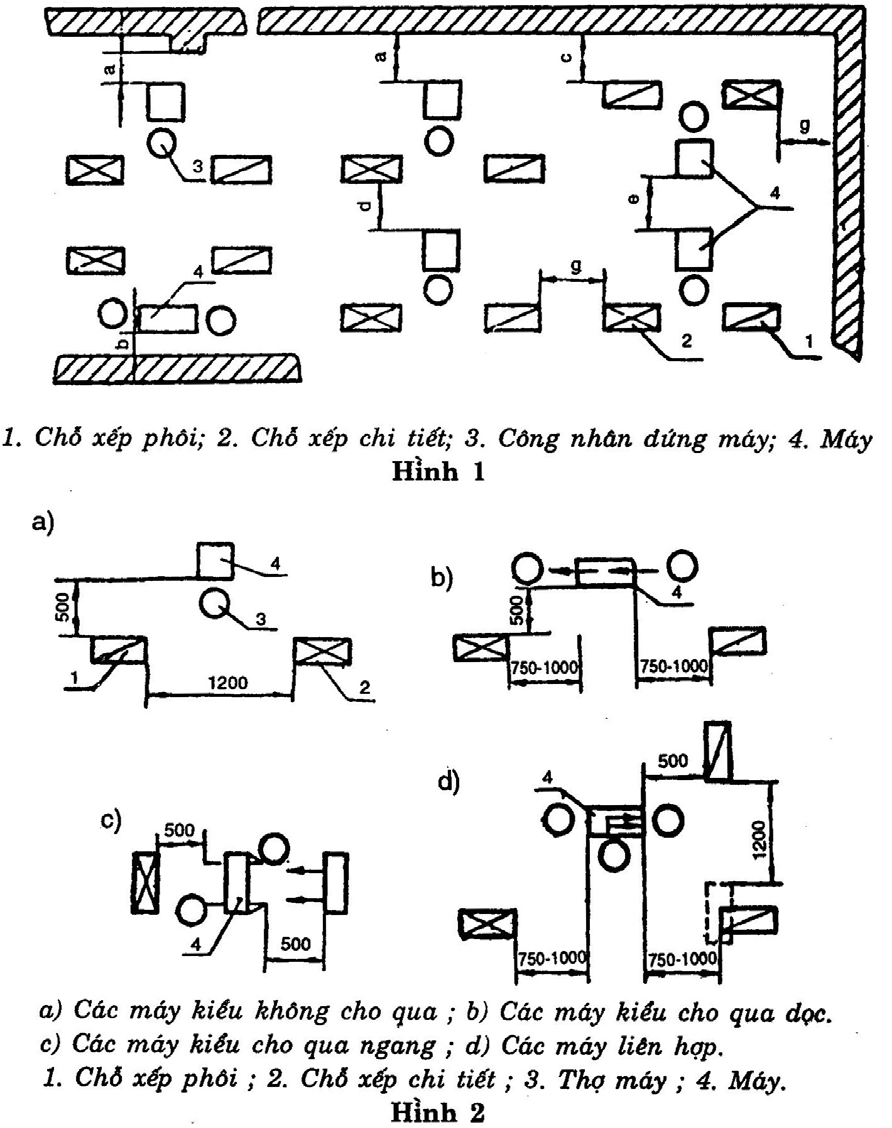 a
a
c
g
3
4
d
e
4
g
b
2
1
1. Chỗ xếp phôi; 2. Chỗ xếp chi tiết; 3. Công nhân dứng máy; 4. Máy
Hình 1
a)
4
500
3
1
1200
2
b)
4
500
750-1000
750-1000
c)
500
4
500
d)
4
500
1200
750-1000
750-1000
a) Các máy kiểu không cho qua ; b) Các máy kiểu cho qua dọc.
c) Các máy kiểu cho qua ngang ; d) Các máy liên hợp.
1. Chỗ xếp phôi ; 2. Chỗ xếp chi tiết ; 3. Thợ máy ; 4. Máy.
Hình 2